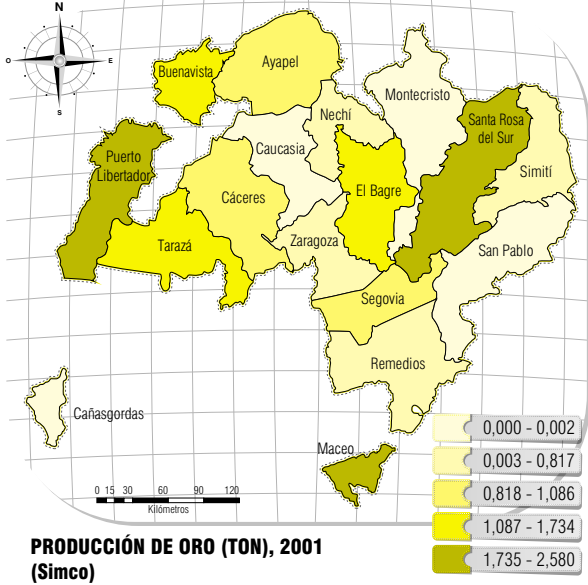 N
O
E
S
Buenavista
Ayapel
Montecristo
Nechí
Santa Rosa
del Sur
Puerto
Libertador
Caucasia
Simití
Cáceres
El Bagre
Tarazá
Zaragoza
San Pablo
Segovia
Remedios
Cañasgordas
Maceo
0 15 30 60 90 120
Kilómetros
0,000 - 0,002
0,003 - 0,817
0,818 - 1,086
1,087 - 1,734
1,735 - 2,580
PRODUCCIÓN DE ORO (TON), 2001
(Simco)